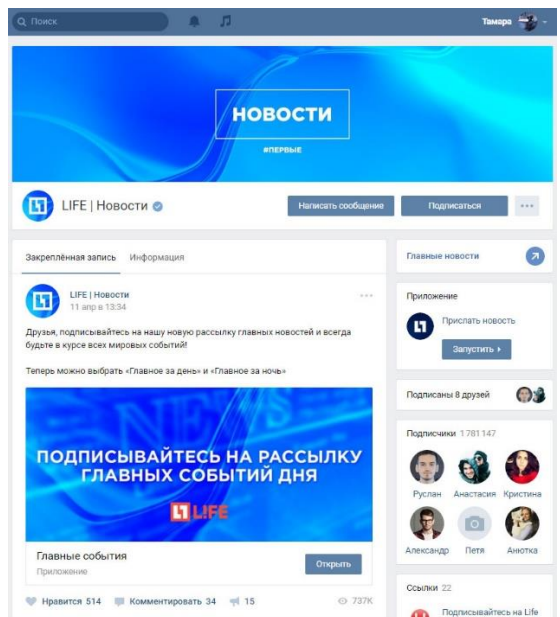 Поиск
Тамара
НОВОСТИ
#ПЕРВЫЕ
LIFE | Новости
Написать сообщение
Подписаться
Закреплённая запись Информация
LIFE | Новости
11 апр в 13:34
Друзья, подписывайтесь на нашу новую рассылку главных новостей и всегда
будьте в курсе всех мировых событий!
Теперь можно выбрать «Главное за день» и «Главное за ночь»
NEWS
ПОДПИСЫВАЙТЕСЬ НА РАССЫЛКУ
ГЛАВНЫХ СОБЫТИЙ ДНЯ
L!FE
Главные события
Приложение
Открыть
Нравится 514 Комментировать 34 15 737K
Главные новости
Приложение
Прислать новость
Запустить
Подписаны 8 друзей
Подписчики 1 781 147
Руслан Анастасия Кристина
Александр Петя Анютка
Ссылки 22
Подписывайтесь на Life